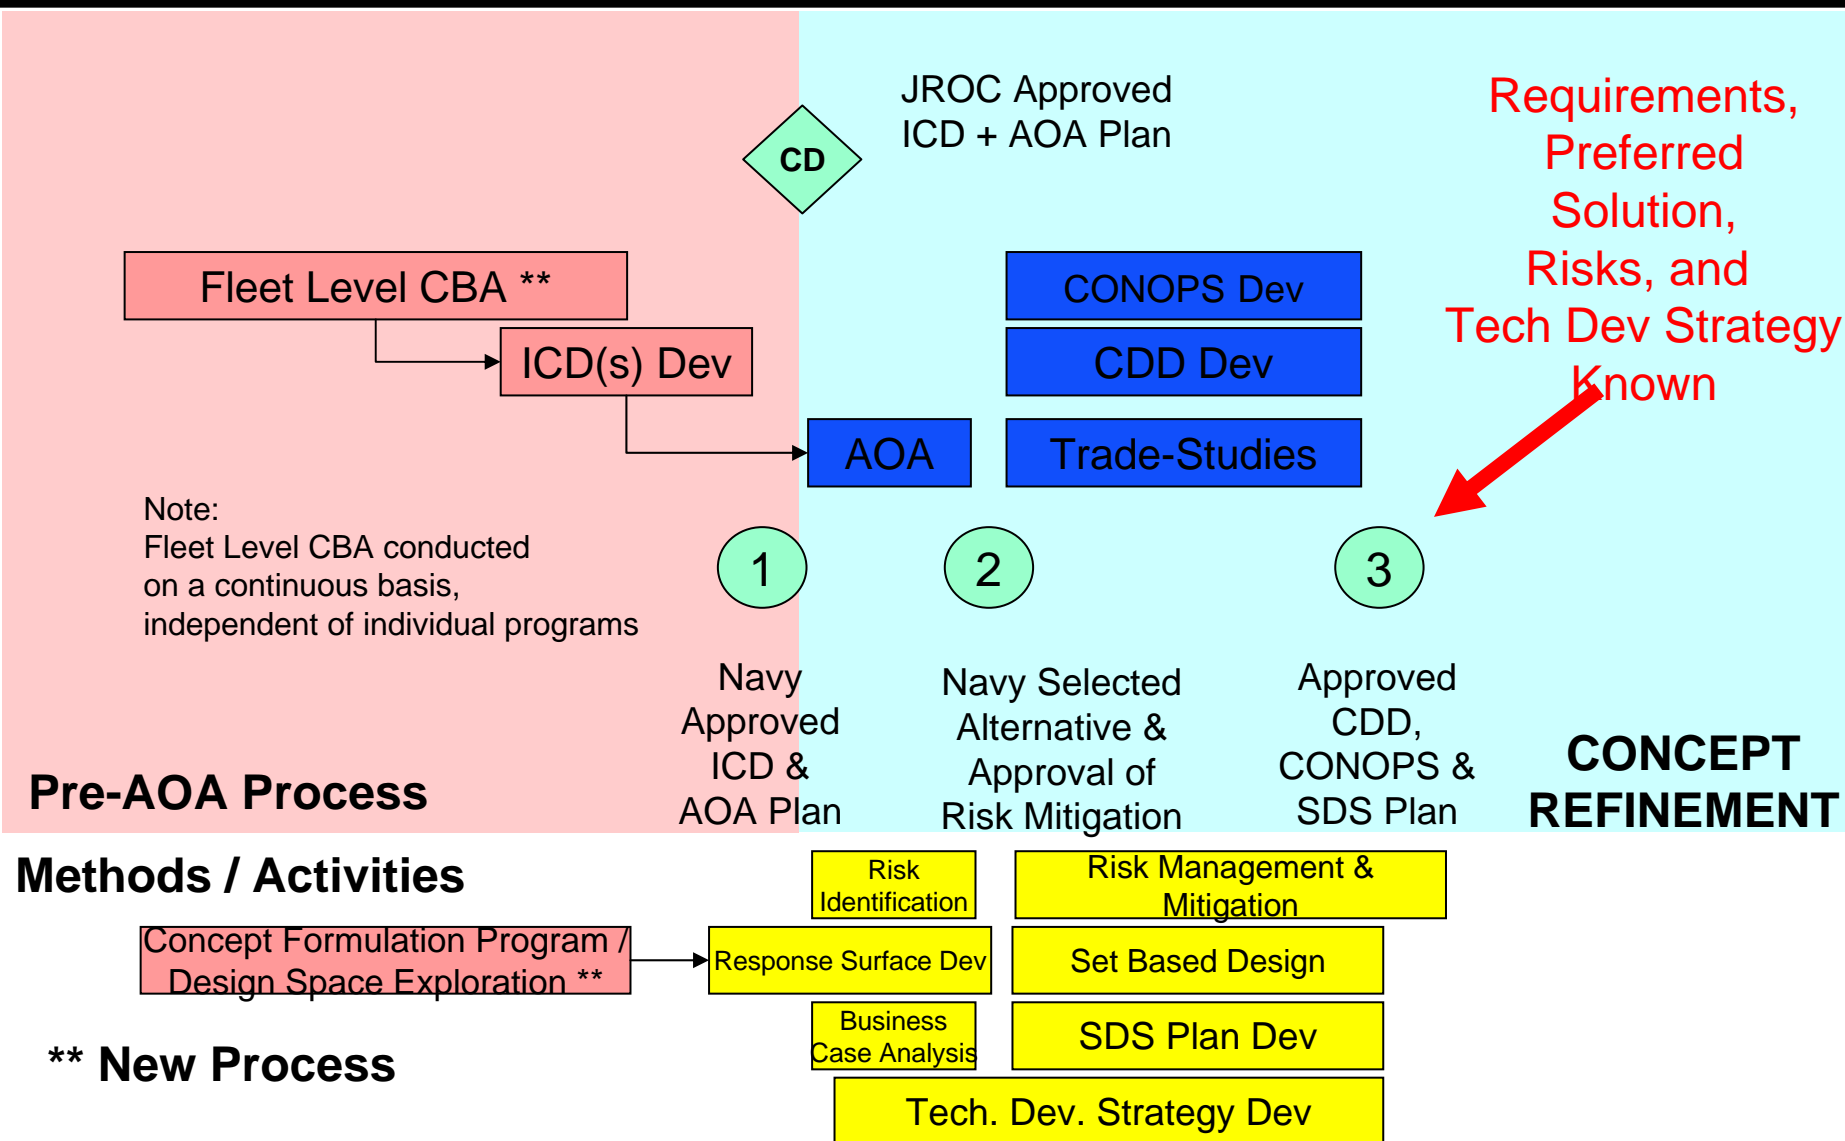 JROC Approved
ICD + AOA Plan
CD
Requirements,
Preferred
Solution,
Risks, and
Tech Dev Strategy
Known
Fleet Level CBA **
ICD(s) Dev
AOA
CONOPS Dev
CDD Dev
Trade-Studies
Note:
Fleet Level CBA conducted
on a continuous basis,
independent of individual programs
1
2
3
Navy
Approved
ICD &
AOA Plan
Navy Selected
Alternative &
Approval of
Risk Mitigation
Approved
CDD,
CONOPS &
SDS Plan
Pre-AOA Process
CONCEPT
REFINEMENT
Methods / Activities
Risk
Identification
Risk Management &
Mitigation
Concept Formulation Program /
Design Space Exploration **
Response Surface Dev
Set Based Design
Business
Case Analysis
SDS Plan Dev
** New Process
Tech. Dev. Strategy Dev